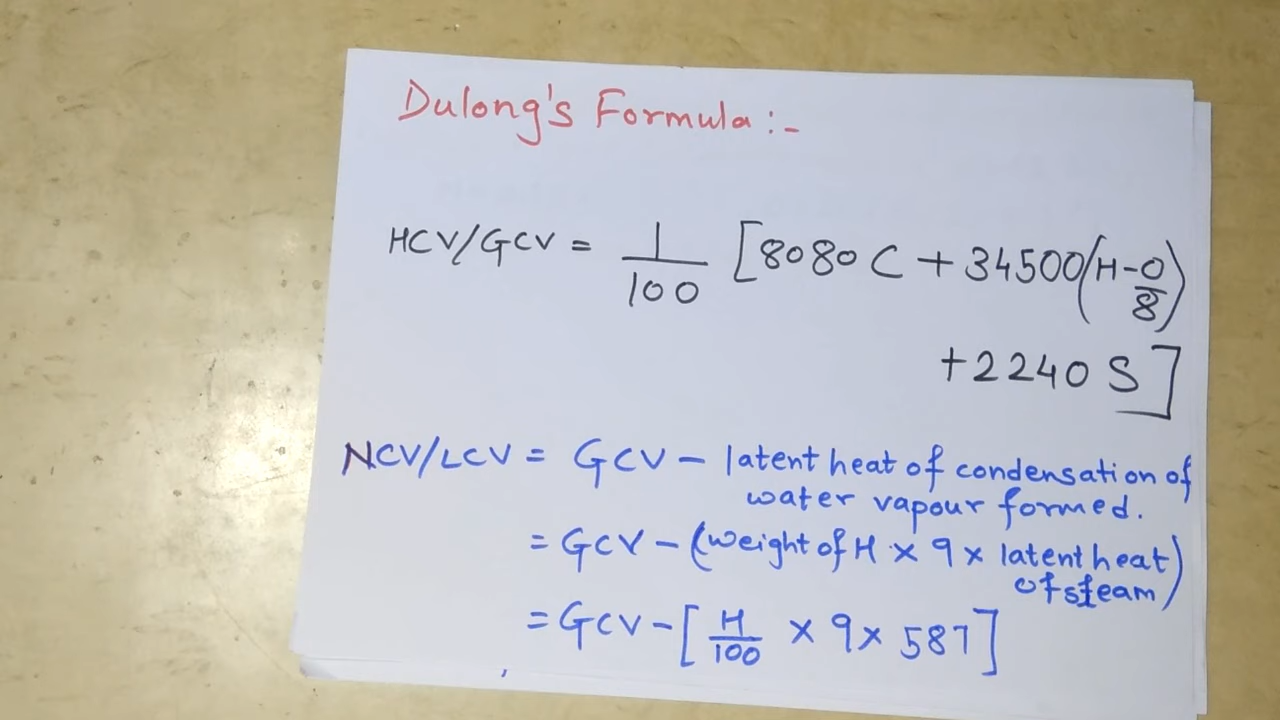 Dulong's Formula :-
HCV/GCV = 1/100 [8080 C + 34500 (H - O/8)
+ 2240 S]
NCV/LCV = GCV - latent heat of condensation of
water vapour formed.
= GCV - (weight of H × 9 × latent heat
of steam)
= GCV - [H/100 × 9 × 587]